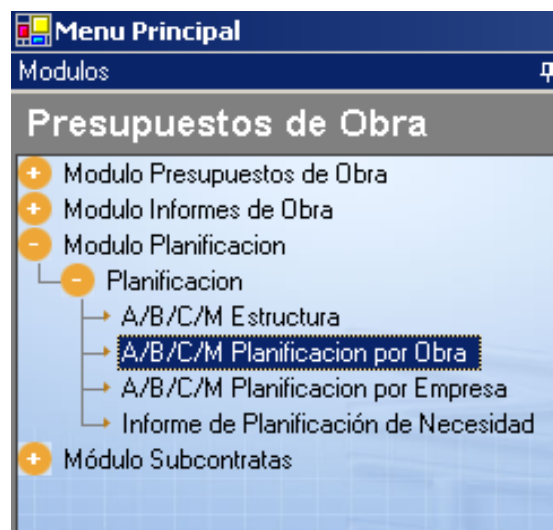 Menu Principal
Modulos
Presupuestos de Obra
Modulo Presupuestos de Obra
Modulo Informes de Obra
Modulo Planificacion
Planificacion
A/B/C/M Estructura
A/B/C/M Planificacion por Obra
A/B/C/M Planificacion por Empresa
Informe de Planificación de Necesidad
Módulo Subcontratas